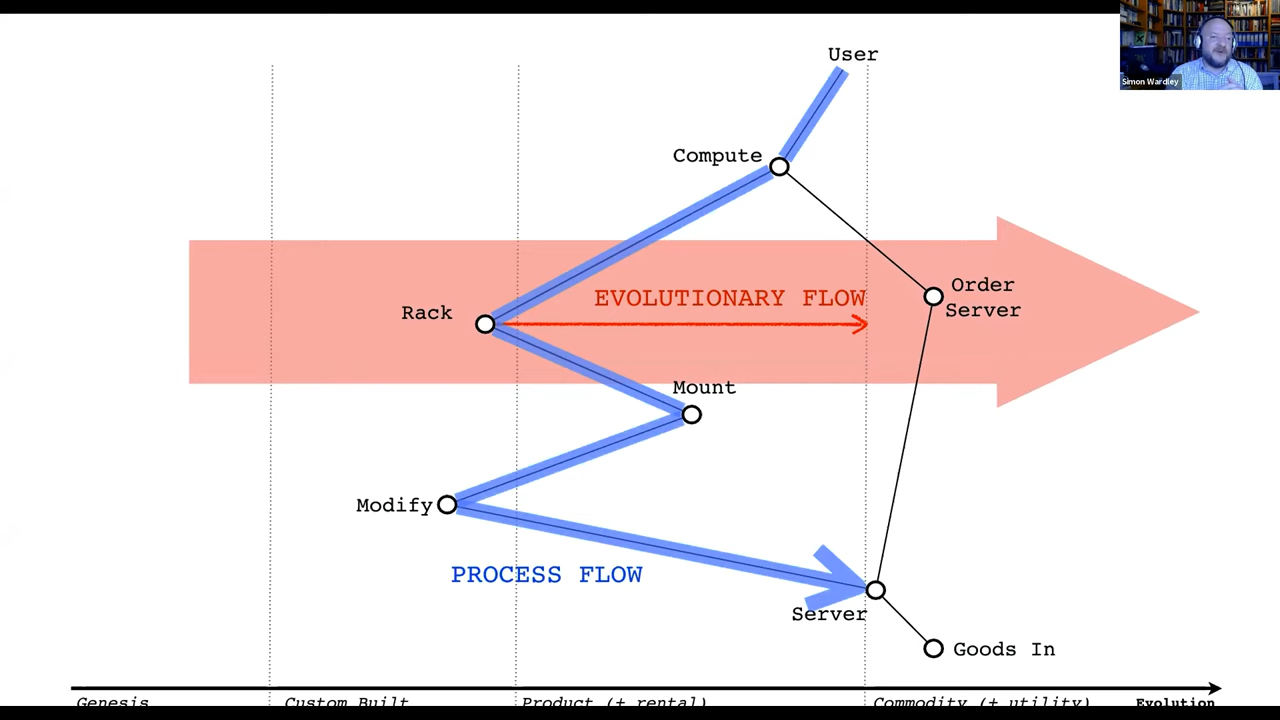 User
Simon Wardley
Compute
Order
Server
EVOLUTIONARY FLOW
Rack
Mount
Modify
PROCESS FLOW
Server
Goods In
Genesis
Custom Built
Product (+ rental)
Commodity (+ utility)
Evolution